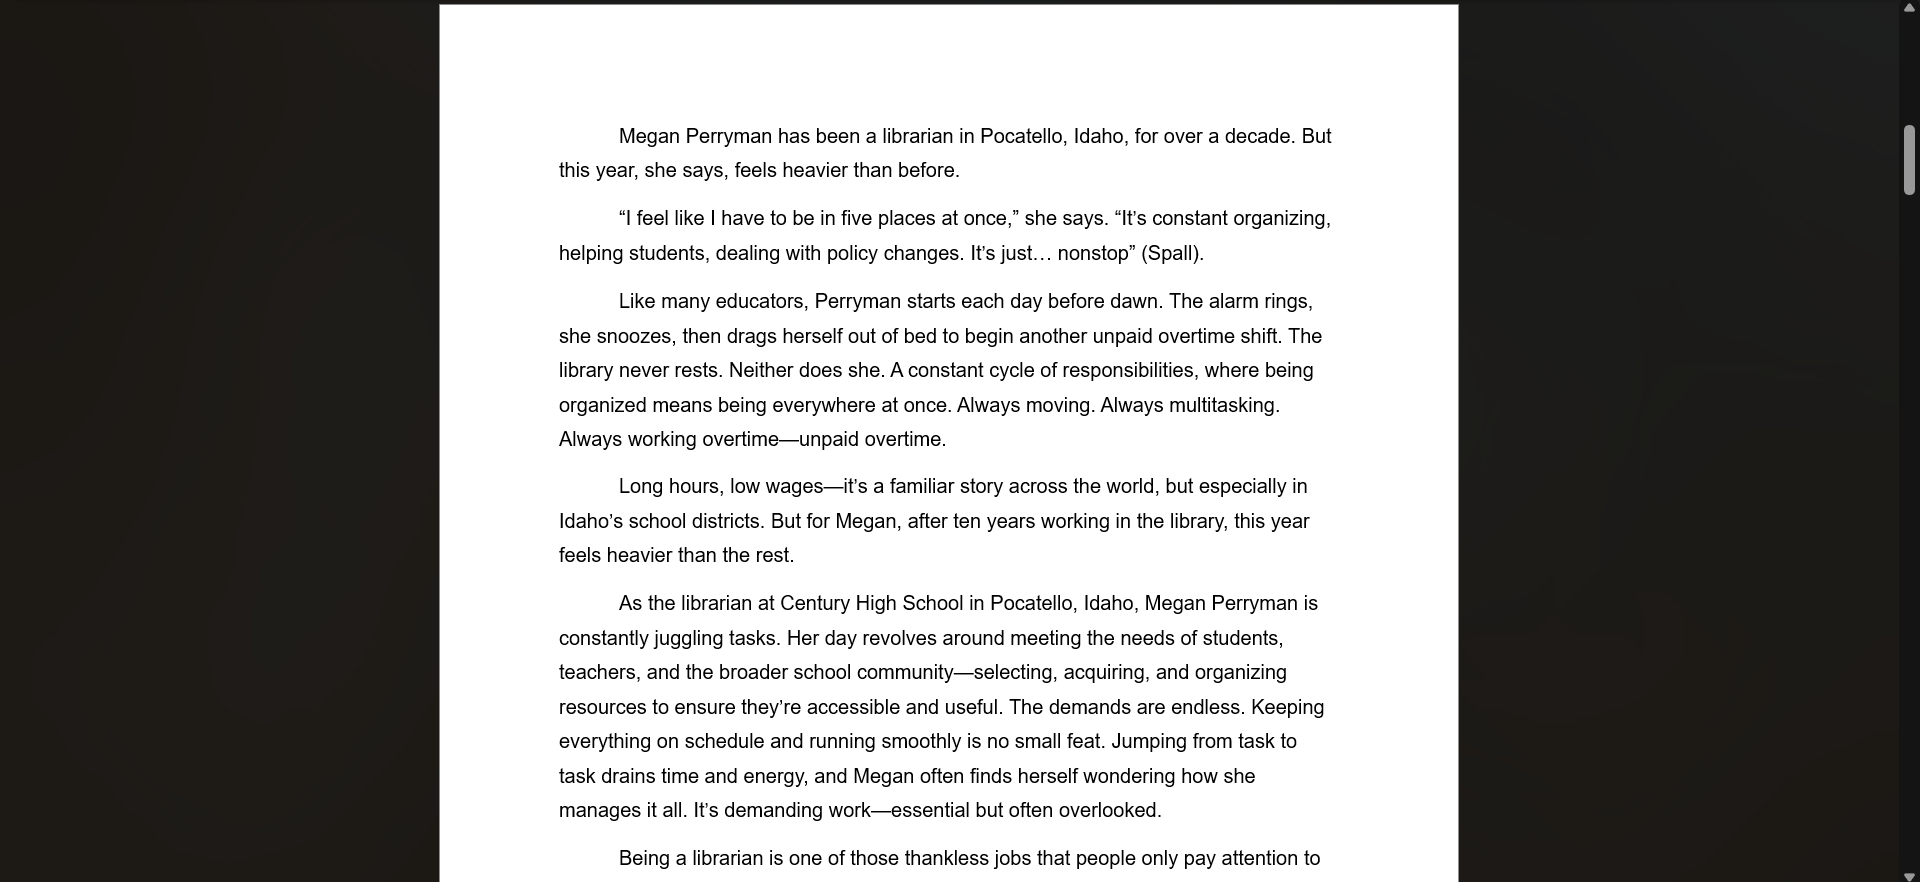 Megan Perryman has been a librarian in Pocatello, Idaho, for over a decade. But
this year, she says, feels heavier than before.
“I feel like I have to be in five places at once,” she says. “It’s constant organizing,
helping students, dealing with policy changes. It’s just… nonstop” (Spall).
Like many educators, Perryman starts each day before dawn. The alarm rings,
she snoozes, then drags herself out of bed to begin another unpaid overtime shift. The
library never rests. Neither does she. A constant cycle of responsibilities, where being
organized means being everywhere at once. Always moving. Always multitasking.
Always working overtime—unpaid overtime.
Long hours, low wages—it’s a familiar story across the world, but especially in
Idaho’s school districts. But for Megan, after ten years working in the library, this year
feels heavier than the rest.
As the librarian at Century High School in Pocatello, Idaho, Megan Perryman is
constantly juggling tasks. Her day revolves around meeting the needs of students,
teachers, and the broader school community—selecting, acquiring, and organizing
resources to ensure they’re accessible and useful. The demands are endless. Keeping
everything on schedule and running smoothly is no small feat. Jumping from task to
task drains time and energy, and Megan often finds herself wondering how she
manages it all. It’s demanding work—essential but often overlooked.
Being a librarian is one of those thankless jobs that people only pay attention to